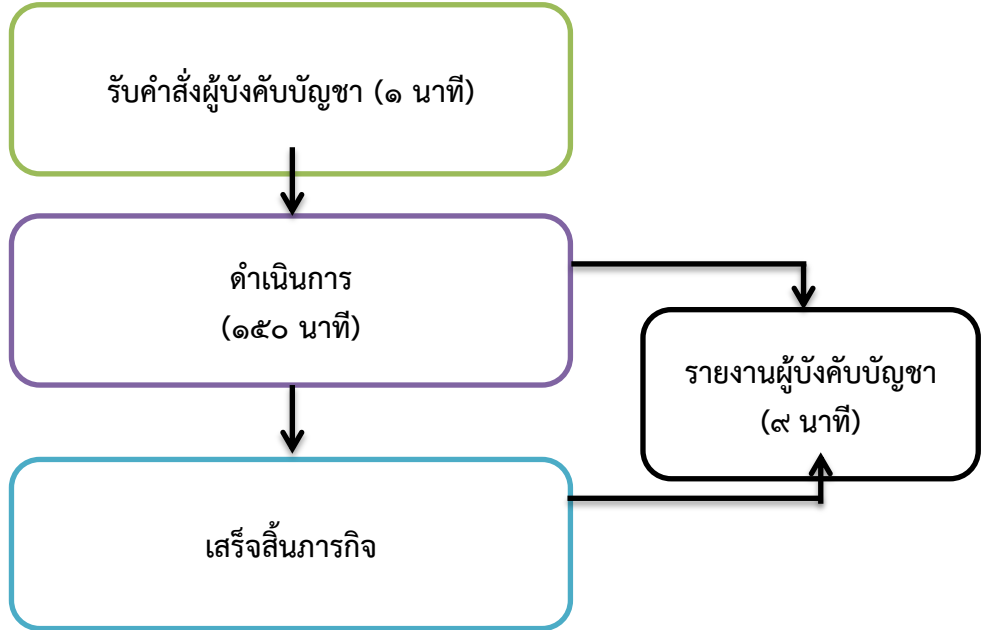 รับคำสั่งผู้บังคับบัญชา (๑ นาที)
ดำเนินการ
(๑๕๐ นาที)
รายงานผู้บังคับบัญชา
(๙ นาที)
เสร็จสิ้นภารกิจ